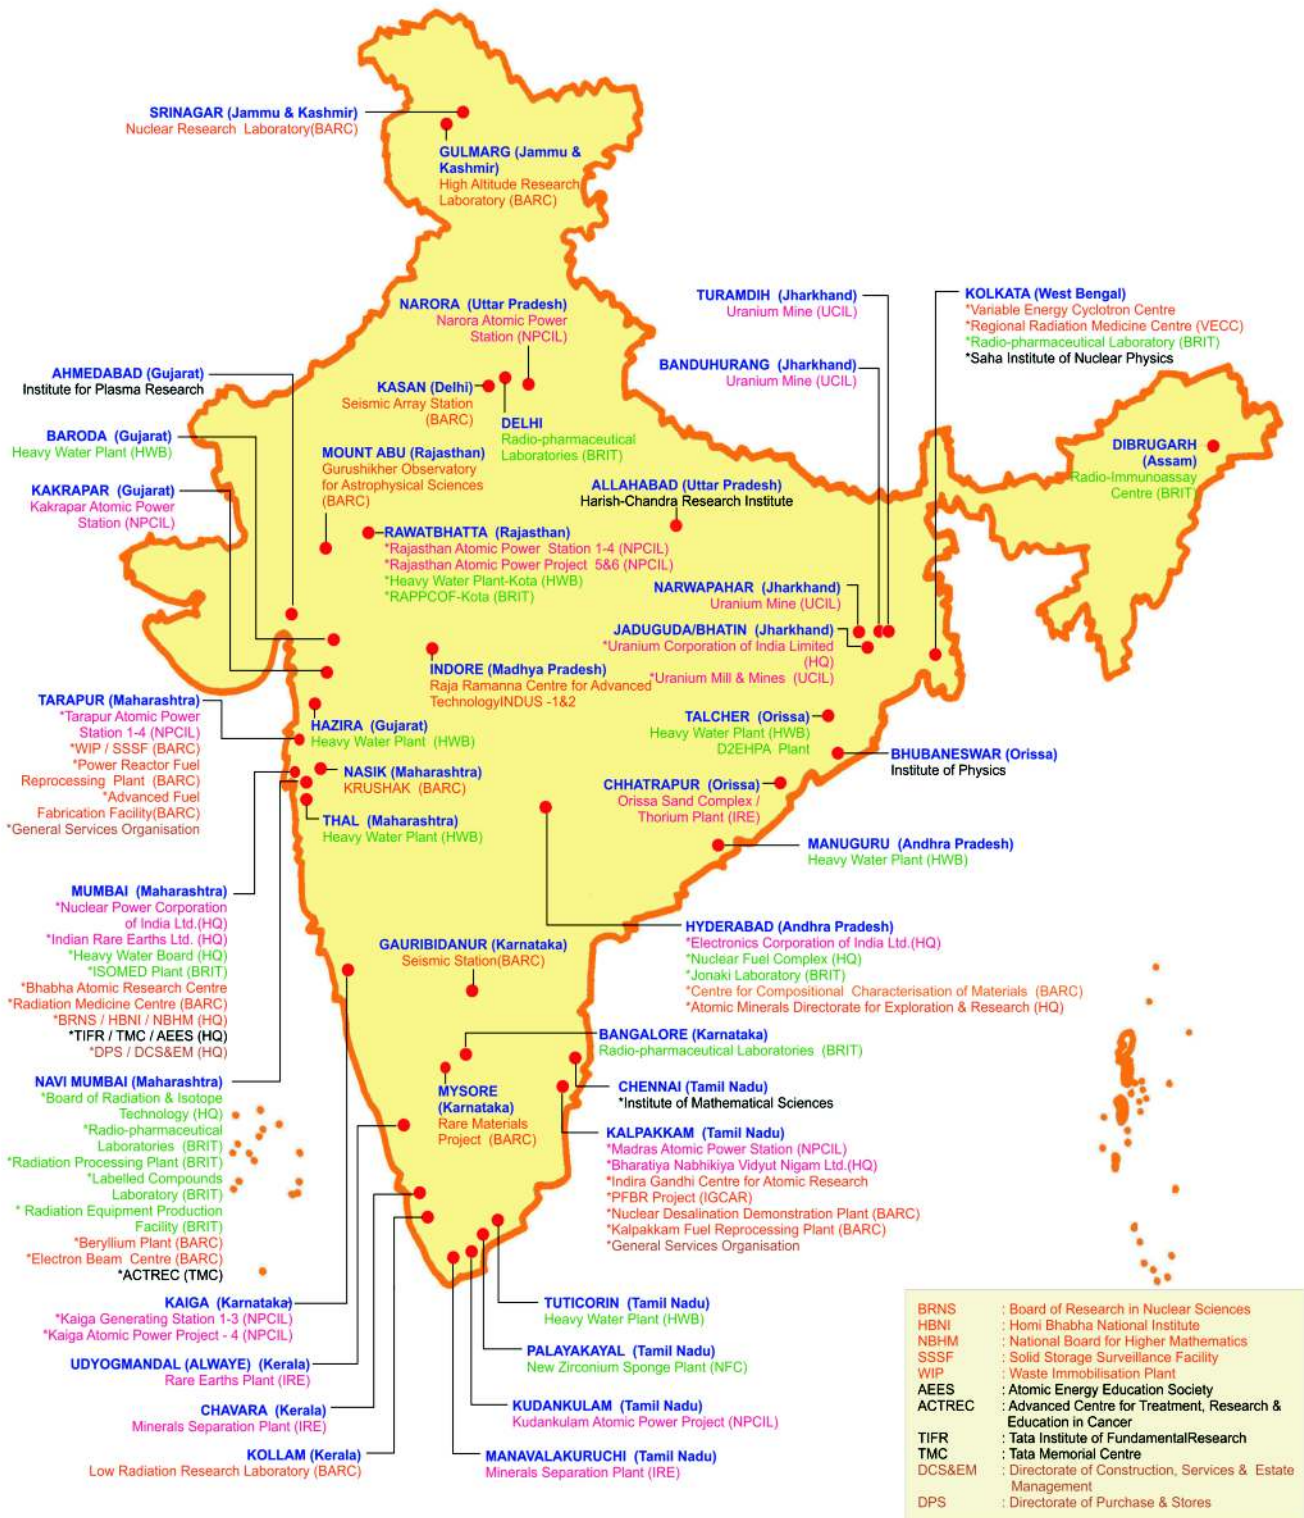 SRINAGAR (Jammu & Kashmir)
Nuclear Research Laboratory(BARC)
GULMARG (Jammu &
Kashmir)
High Altitude Research
Laboratory (BARC)
NARORA (Uttar Pradesh)
Narora Atomic Power
Station (NPCIL)
TURAMDIH (Jharkhand)
Uranium Mine (UCIL)
KOLKATA (West Bengal)
*Variable Energy Cyclotron Centre
*Regional Radiation Medicine Centre (VECC)
*Radio-pharmaceutical Laboratory (BRIT)
*Saha Institute of Nuclear Physics
BANDUHURANG (Jharkhand)
Uranium Mine (UCIL)
AHMEDABAD (Gujarat)
Institute for Plasma Research
KASAN (Delhi)
Seismic Array Station
(BARC)
DELHI
Radio-pharmaceutical
Laboratories (BRIT)
BARODA (Gujarat)
Heavy Water Plant (HWB)
MOUNT ABU (Rajasthan)
Gurushikher Observatory
for Astrophysical Sciences
(BARC)
DIBRUGARH
(Assam)
Radio-Immunoassay
Centre (BRIT)
KAKRAPAR (Gujarat)
Kakrapar Atomic Power
Station (NPCIL)
ALLAHABAD (Uttar Pradesh)
Harish-Chandra Research Institute
RAWATBHATTA (Rajasthan)
*Rajasthan Atomic Power Station 1-4 (NPCIL)
*Rajasthan Atomic Power Project 5&6 (NPCIL)
*Heavy Water Plant-Kota (HWB)
*RAPPCOF-Kota (BRIT)
NARWAPAHAR (Jharkhand)
Uranium Mine (UCIL)
JADUGUDA/BHATIN (Jharkhand)
*Uranium Corporation of India Limited
(HQ)
*Uranium Mill & Mines (UCIL)
INDORE (Madhya Pradesh)
Raja Ramanna Centre for Advanced
TechnologyINDUS -1&2
TARAPUR (Maharashtra)
*Tarapur Atomic Power
Station 1-4 (NPCIL)
*WIP / SSSF (BARC)
*Power Reactor Fuel
Reprocessing Plant (BARC)
*Advanced Fuel
Fabrication Facility(BARC)
*General Services Organisation
HAZIRA (Gujarat)
Heavy Water Plant (HWB)
TALCHER (Orissa)
Heavy Water Plant (HWB)
D2EHPA Plant
BHUBANESWAR (Orissa)
Institute of Physics
NASIK (Maharashtra)
KRUSHAK (BARC)
CHHATRAPUR (Orissa)
Orissa Sand Complex /
Thorium Plant (IRE)
THAL (Maharashtra)
Heavy Water Plant (HWB)
MANUGURU (Andhra Pradesh)
Heavy Water Plant (HWB)
MUMBAI (Maharashtra)
*Nuclear Power Corporation
of India Ltd.(HQ)
*Indian Rare Earths Ltd. (HQ)
*Heavy Water Board (HQ)
*ISOMED Plant (BRIT)
*Bhabha Atomic Research Centre
*Radiation Medicine Centre (BARC)
*BRNS / HBNI / NBHM (HQ)
*TIFR / TMC / AEES (HQ)
*DPS / DCS&EM (HQ)
HYDERABAD (Andhra Pradesh)
*Electronics Corporation of India Ltd.(HQ)
*Nuclear Fuel Complex (HQ)
*Jonaki Laboratory (BRIT)
*Centre for Compositional Characterisation of Materials (BARC)
*Atomic Minerals Directorate for Exploration & Research (HQ)
GAURIBIDANUR (Karnataka)
Seismic Station(BARC)
BANGALORE (Karnataka)
Radio-pharmaceutical Laboratories (BRIT)
NAVI MUMBAI (Maharashtra)
*Board of Radiation & Isotope
Technology (HQ)
*Radio-pharmaceutical
Laboratories (BRIT)
*Radiation Processing Plant (BRIT)
*Labelled Compounds
Laboratory (BRIT)
* Radiation Equipment Production
Facility (BRIT)
*Beryllium Plant (BARC)
*Electron Beam Centre (BARC)
*ACTREC (TMC)
MYSORE
(Karnataka)
Rare Materials
Project (BARC)
CHENNAI (Tamil Nadu)
*Institute of Mathematical Sciences
KALPAKKAM (Tamil Nadu)
*Madras Atomic Power Station (NPCIL)
*Bharatiya Nabhikiya Vidyut Nigam Ltd.(HQ)
*Indira Gandhi Centre for Atomic Research
*PFBR Project (IGCAR)
*Nuclear Desalination Demonstration Plant (BARC)
*Kalpakkam Fuel Reprocessing Plant (BARC)
*General Services Organisation
KAIGA (Karnataka)
*Kaiga Generating Station 1-3 (NPCIL)
*Kaiga Atomic Power Project - 4 (NPCIL)
TUTICORIN (Tamil Nadu)
Heavy Water Plant (HWB)
UDYOGMANDAL (ALWAYE) (Kerala)
Rare Earths Plant (IRE)
PALAYAKAYAL (Tamil Nadu)
New Zirconium Sponge Plant (NFC)
CHAVARA (Kerala)
Minerals Separation Plant (IRE)
KUDANKULAM (Tamil Nadu)
Kudankulam Atomic Power Project (NPCIL)
KOLLAM (Kerala)
Low Radiation Research Laboratory (BARC)
MANAVALAKURUCHI (Tamil Nadu)
Minerals Separation Plant (IRE)
BRNS : Board of Research in Nuclear Sciences
HBNI : Homi Bhabha National Institute
NBHM : National Board for Higher Mathematics
SSSF : Solid Storage Surveillance Facility
WIP : Waste Immobilisation Plant
AEES : Atomic Energy Education Society
ACTREC : Advanced Centre for Treatment, Research &
Education in Cancer
TIFR : Tata Institute of FundamentalResearch
TMC : Tata Memorial Centre
DCS&EM : Directorate of Construction, Services & Estate
Management
DPS : Directorate of Purchase & Stores